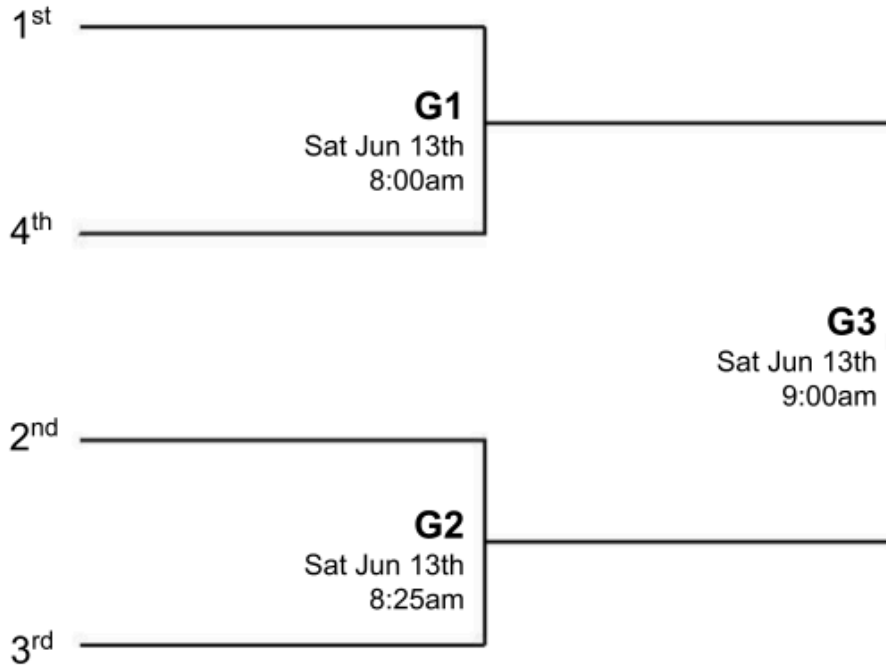 1st
G1
Sat Jun 13th
8:00am
4th
G3
Sat Jun 13th
9:00am
2nd
G2
Sat Jun 13th
8:25am
3rd